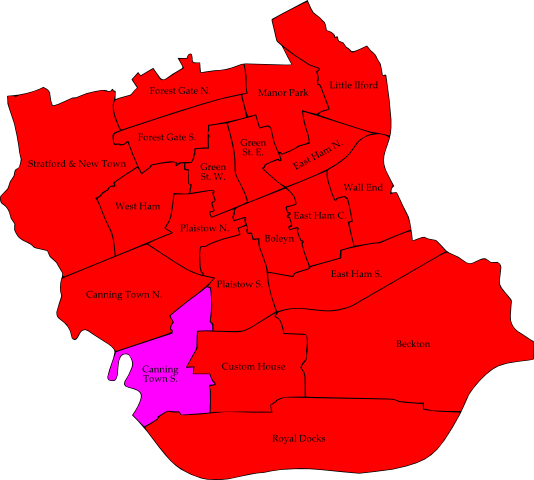 Little Ilford
Forest Gate N.
Manor Park
Forest Gate S.
Green
St. E.
East Ham N.
Stratford & New Town
Green
St. W.
Wall End
West Ham
East Ham C.
Plaistow N.
Boleyn
East Ham S.
Plaistow S.
Canning Town N.
Beckton
Custom House
Canning
Town S.
Royal Docks